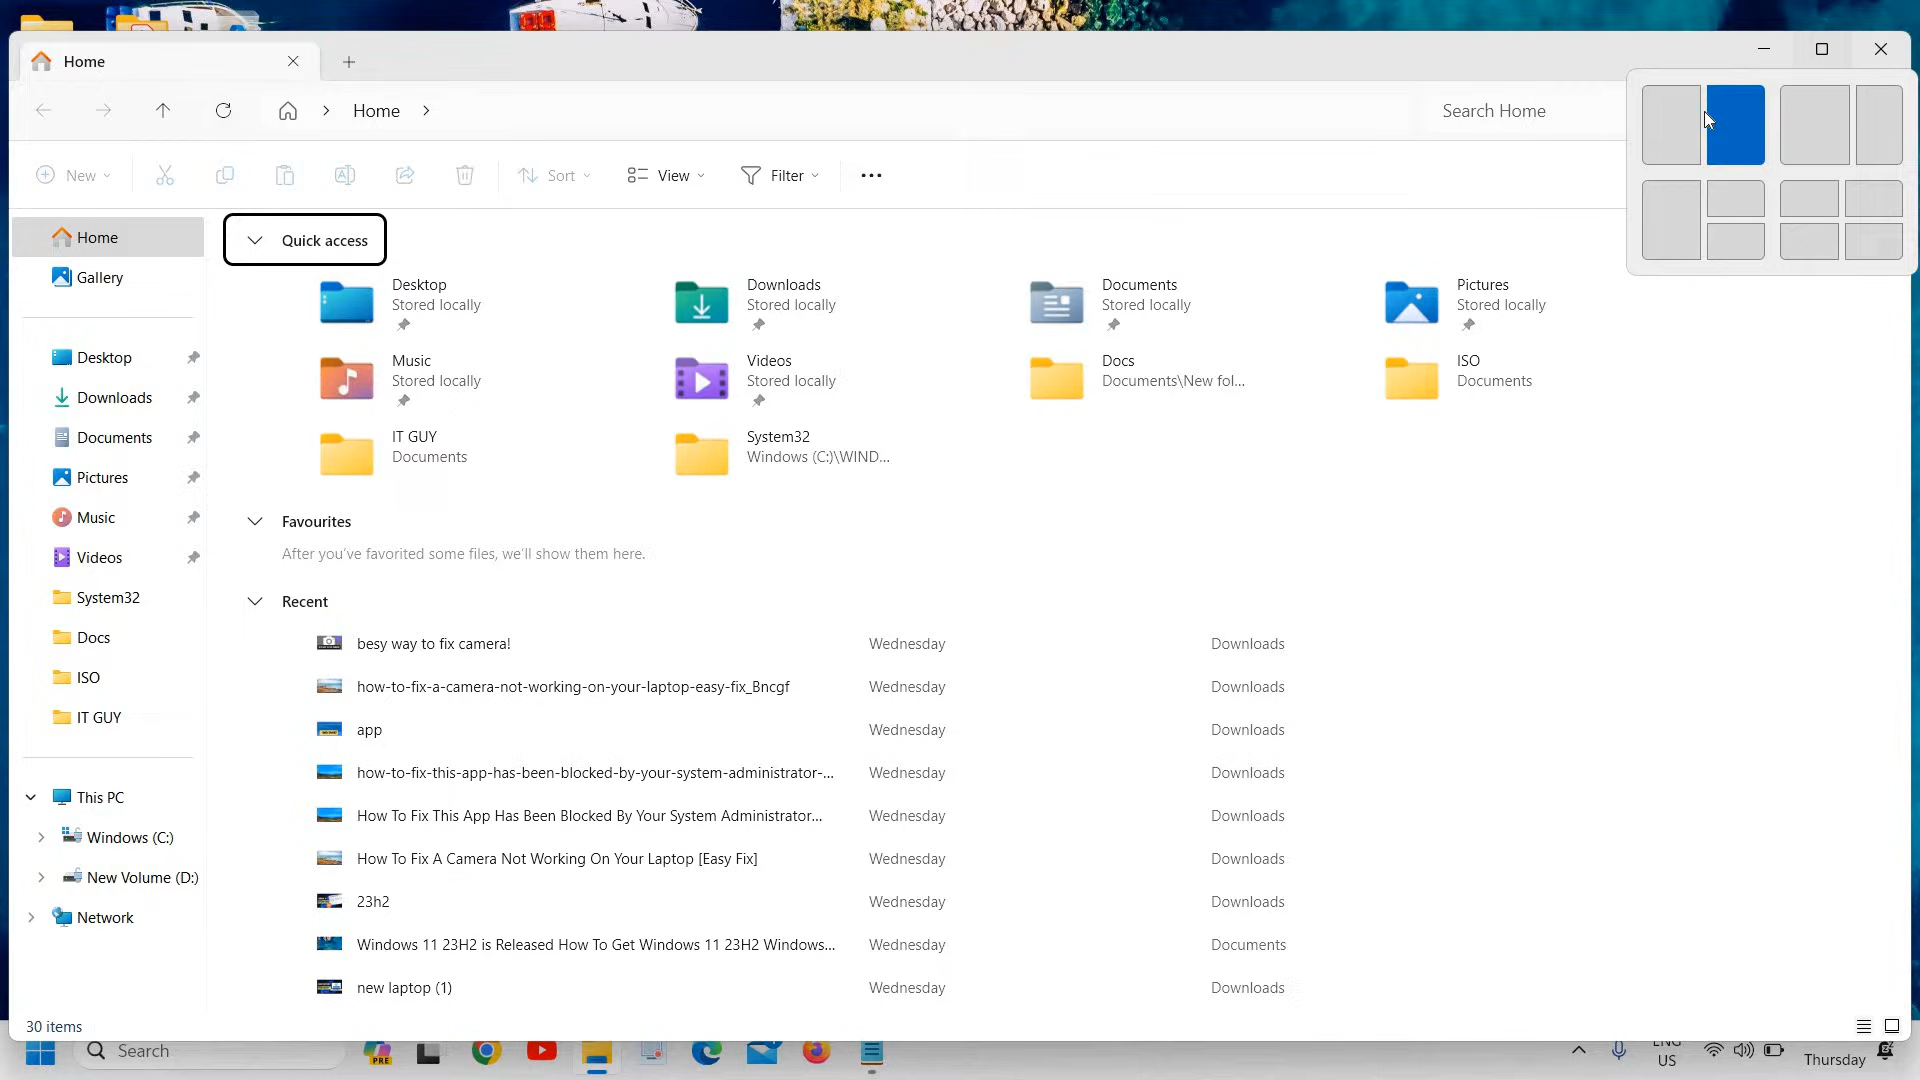 Home
Home
Search Home
New
Sort
View
Filter
Home
Gallery
Desktop
Downloads
Documents
Pictures
Music
Videos
System32
Docs
ISO
IT GUY
This PC
Windows (C:)
New Volume (D:)
Network
Quick access
Desktop
Stored locally
Downloads
Stored locally
Documents
Stored locally
Pictures
Stored locally
Music
Stored locally
Videos
Stored locally
Docs
Documents\New fol...
ISO
Documents
IT GUY
Documents
System32
Windows (C:)\WIND...
Favourites
After you've favorited some files, we'll show them here.
Recent
besy way to fix camera! Wednesday Downloads
how-to-fix-a-camera-not-working-on-your-laptop-easy-fix_Bncgf Wednesday Downloads
app Wednesday Downloads
how-to-fix-this-app-has-been-blocked-by-your-system-administrator-... Wednesday Downloads
How To Fix This App Has Been Blocked By Your System Administrator... Wednesday Downloads
How To Fix A Camera Not Working On Your Laptop [Easy Fix] Wednesday Downloads
23h2 Wednesday Downloads
Windows 11 23H2 is Released How To Get Windows 11 23H2 Windows... Wednesday Documents
new laptop (1) Wednesday Downloads
30 items
Search
PRE
ENG
US
Thursday